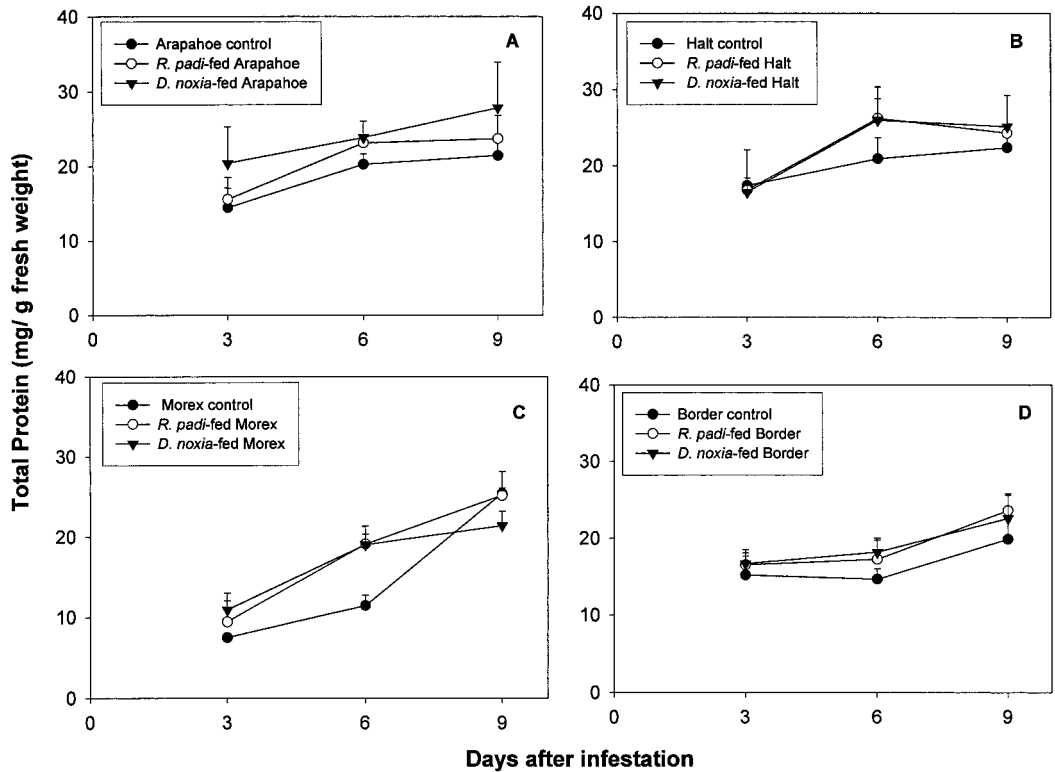 Total Protein (mg/ g fresh weight)
A
Arapahoe control
R. padi-fed Arapahoe
D. noxia-fed Arapahoe
40
30
20
10
0
0 3 6 9
B
Halt control
R. padi-fed Halt
D. noxia-fed Halt
40
30
20
10
0
0 3 6 9
C
Morex control
R. padi-fed Morex
D. noxia-fed Morex
40
30
20
10
0
0 3 6 9
D
Border control
R. padi-fed Border
D. noxia-fed Border
40
30
20
10
0
0 3 6 9
Days after infestation